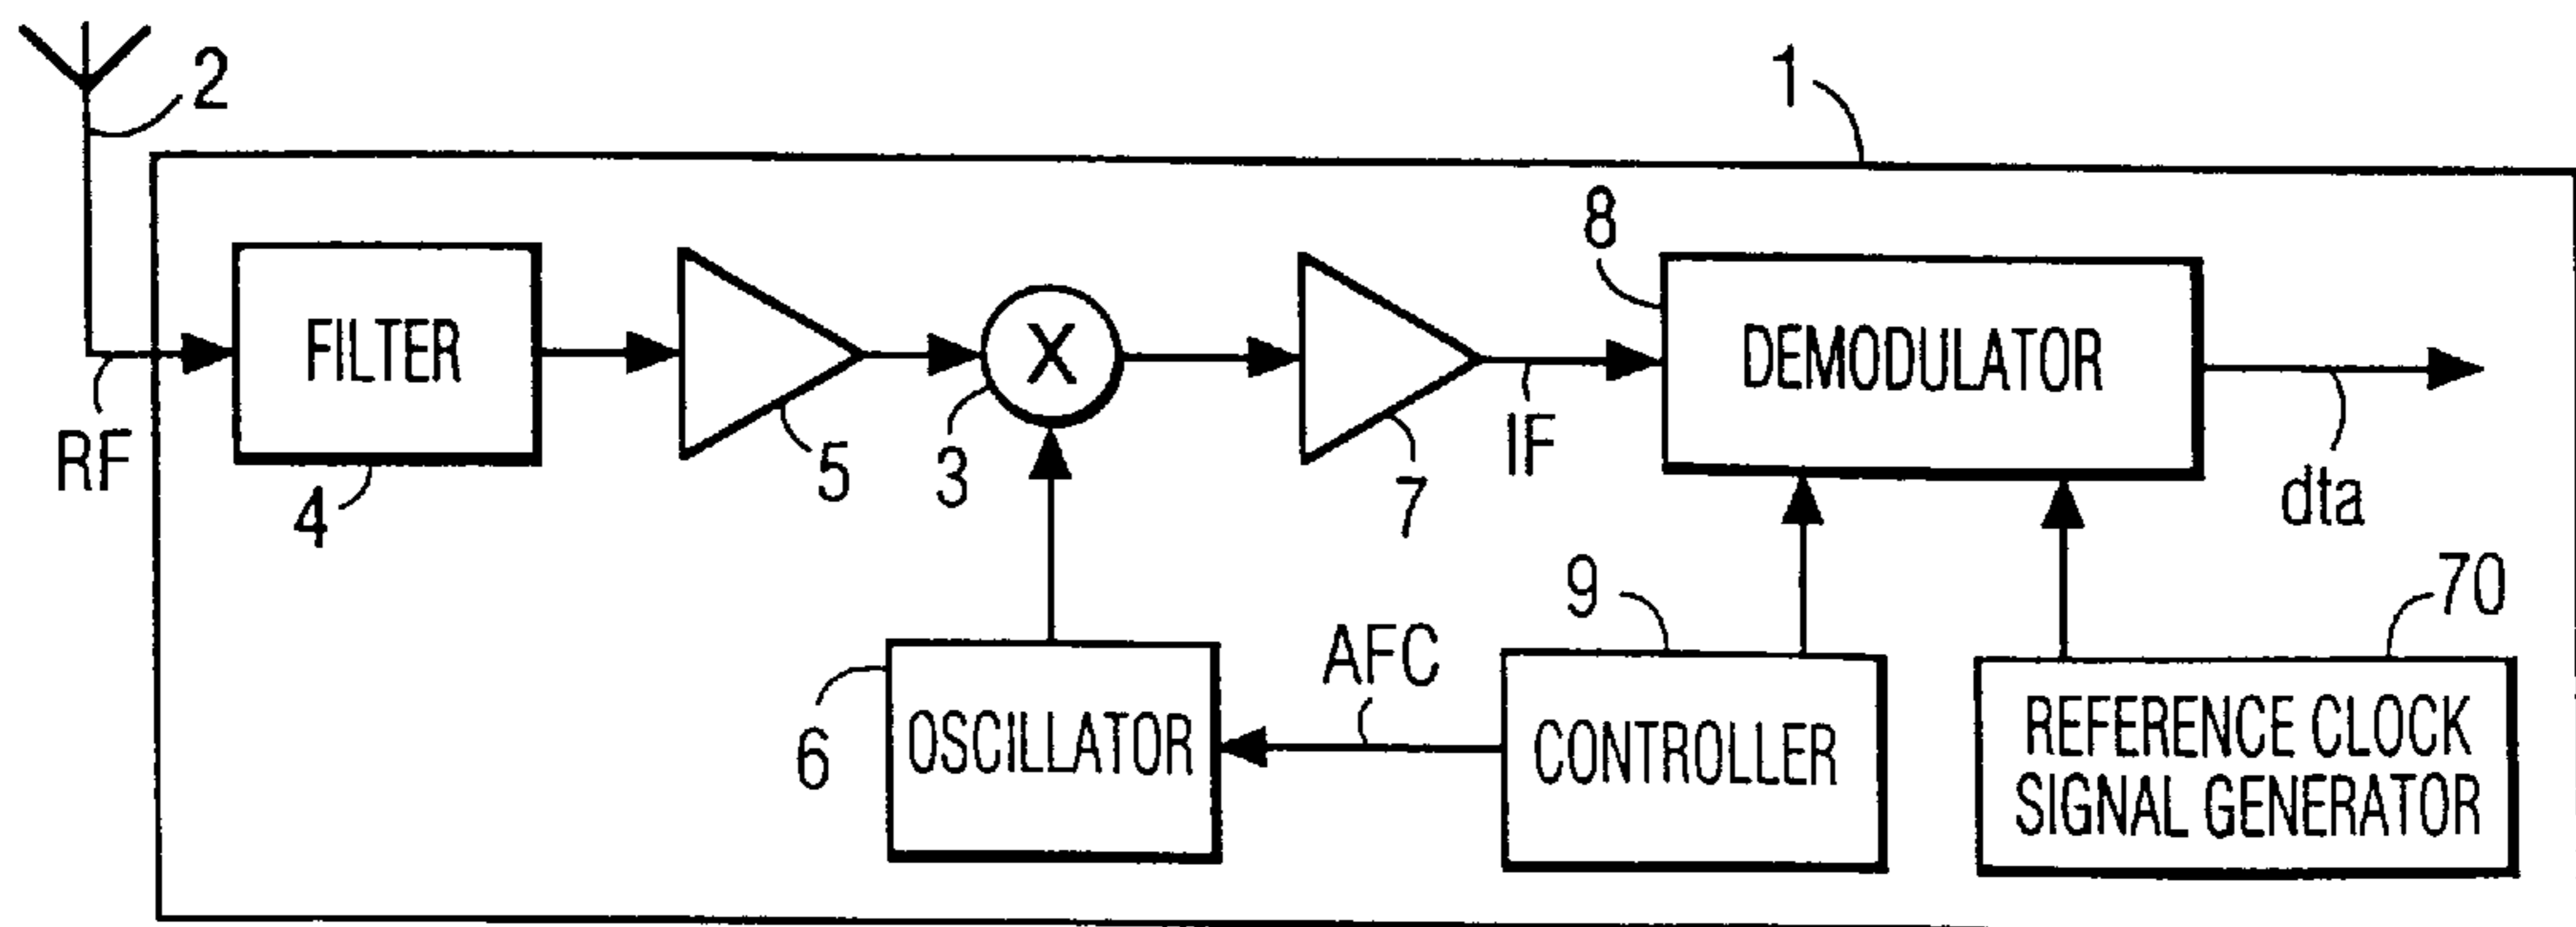 2
1
8
FILTER
X
DEMODULATOR
RF
4
5
3
7
IF
dta
9
70
AFC
6
OSCILLATOR
CONTROLLER
REFERENCE CLOCK
SIGNAL GENERATOR